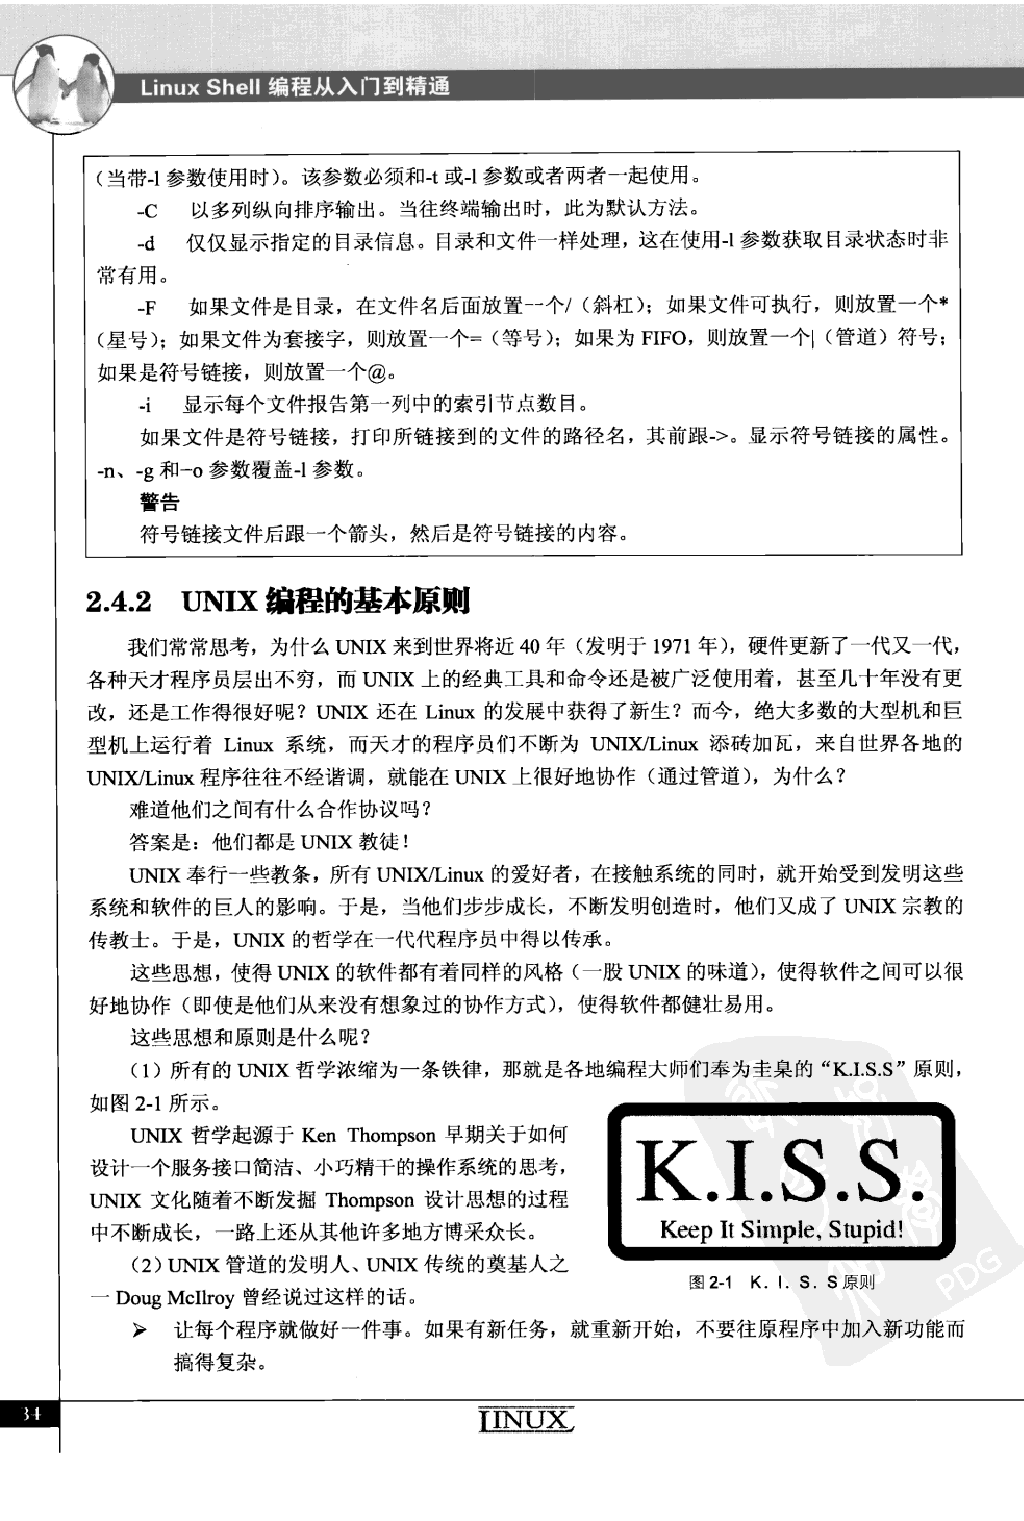 Linux Shell 编程从入门到精通
(当带-l 参数使用时)。该参数必须和-t 或-l 参数或者两者一起使用。
-C 以多列纵向排序输出。当往终端输出时，此为默认方法。
-d 仅仅显示指定的目录信息。目录和文件一样处理，这在使用-l 参数获取目录状态时非
常有用。
-F 如果文件是目录，在文件名后面放置一个/（斜杠）；如果文件可执行，则放置一个*
（星号）；如果文件为套接字，则放置一个=（等号）；如果为 FIFO，则放置一个|（管道）符号；
如果是符号链接，则放置一个@。
-i 显示每个文件报告第一列中的索引节点数目。
如果文件是符号链接，打印所链接到的文件的路径名，其前跟->。显示符号链接的属性。
-n、-g 和-o 参数覆盖-l 参数。
警告
符号链接文件后跟一个箭头，然后是符号链接的内容。
2.4.2 UNIX 编程的基本原则
我们常常思考，为什么 UNIX 来到世界将近 40 年（发明于 1971 年），硬件更新了一代又一代，
各种天才程序员层出不穷，而 UNIX 上的经典工具和命令还是被广泛使用着，甚至几十年没有更
改，还是工作得很好呢？UNIX 还在 Linux 的发展中获得了新生？而今，绝大多数的大型机和巨
型机上运行着 Linux 系统，而天才的程序员们不断为 UNIX/Linux 添砖加瓦，来自世界各地的
UNIX/Linux 程序往往不经谐调，就能在 UNIX 上很好地协作（通过管道），为什么？
难道他们之间有什么合作协议吗？
答案是：他们都是 UNIX 教徒！
UNIX 奉行一些教条，所有 UNIX/Linux 的爱好者，在接触系统的同时，就开始受到发明这些
系统和软件的巨人的影响。于是，当他们步步成长，不断发明创造时，他们又成了 UNIX 宗教的
传教士。于是，UNIX 的哲学在一代代程序员中得以传承。
这些思想，使得 UNIX 的软件都有着同样的风格（一股 UNIX 的味道），使得软件之间可以很
好地协作（即使是他们从来没有想象过的协作方式），使得软件都健壮易用。
这些思想和原则是什么呢？
（1）所有的 UNIX 哲学浓缩为一条铁律，那就是各地编程大师们奉为圭臬的“K.I.S.S”原则，
如图 2-1 所示。
UNIX 哲学起源于 Ken Thompson 早期关于如何
设计一个服务接口简洁、小巧精干的操作系统的思考，
UNIX 文化随着不断发掘 Thompson 设计思想的过程
中不断成长，一路上还从其他许多地方博采众长。
（2）UNIX 管道的发明人、UNIX 传统的奠基人之
一 Doug McIlroy 曾经说过这样的话。
K.I.S.S.
Keep It Simple, Stupid!
图 2-1 K. I. S. S 原则
➢ 让每个程序就做好一件事。如果有新任务，就重新开始，不要往原程序中加入新功能而
搞得复杂。
34
LINUX
PDG